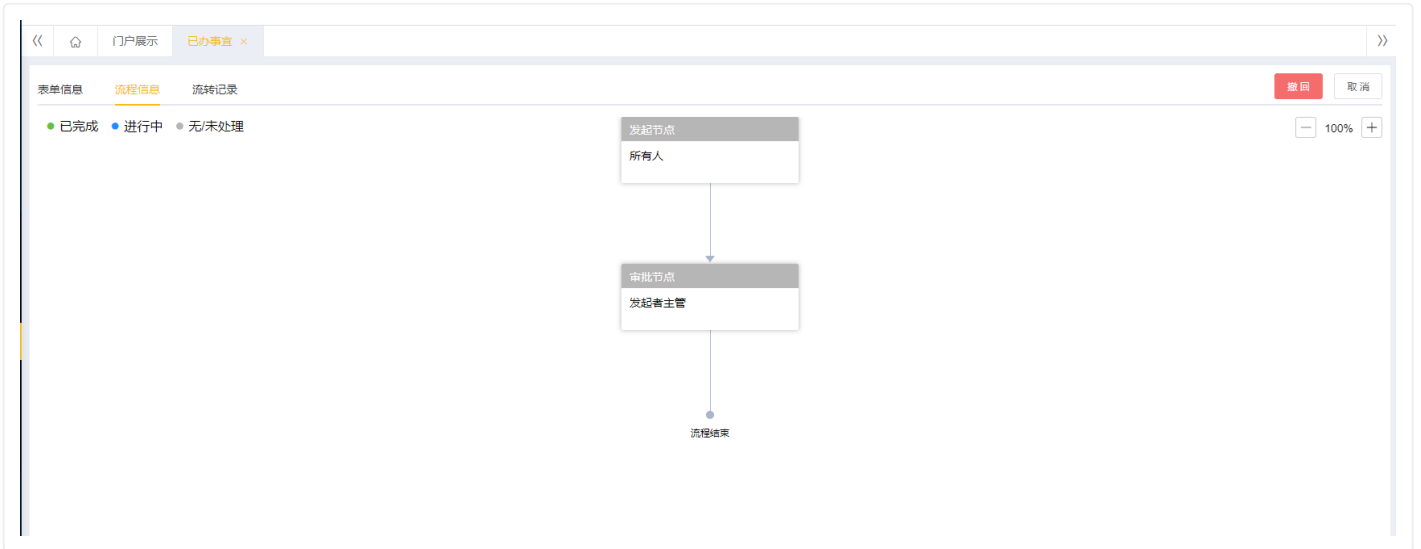 门户展示 已办事宜 ×
表单信息 流程信息 流转记录 撤回 取消
已完成 进行中 无/未处理 100%
发起节点
所有人
审批节点
发起者主管
流程结束